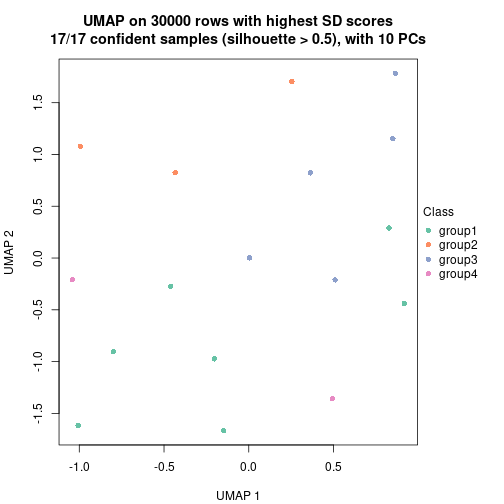 UMAP on 30000 rows with highest SD scores
17/17 confident samples (silhouette > 0.5), with 10 PCs
1.5
1.0
0.5
0.0
-0.5
-1.0
-1.5
UMAP 2
Class
group1
group2
group3
group4
-1.0 -0.5 0.0 0.5
UMAP 1